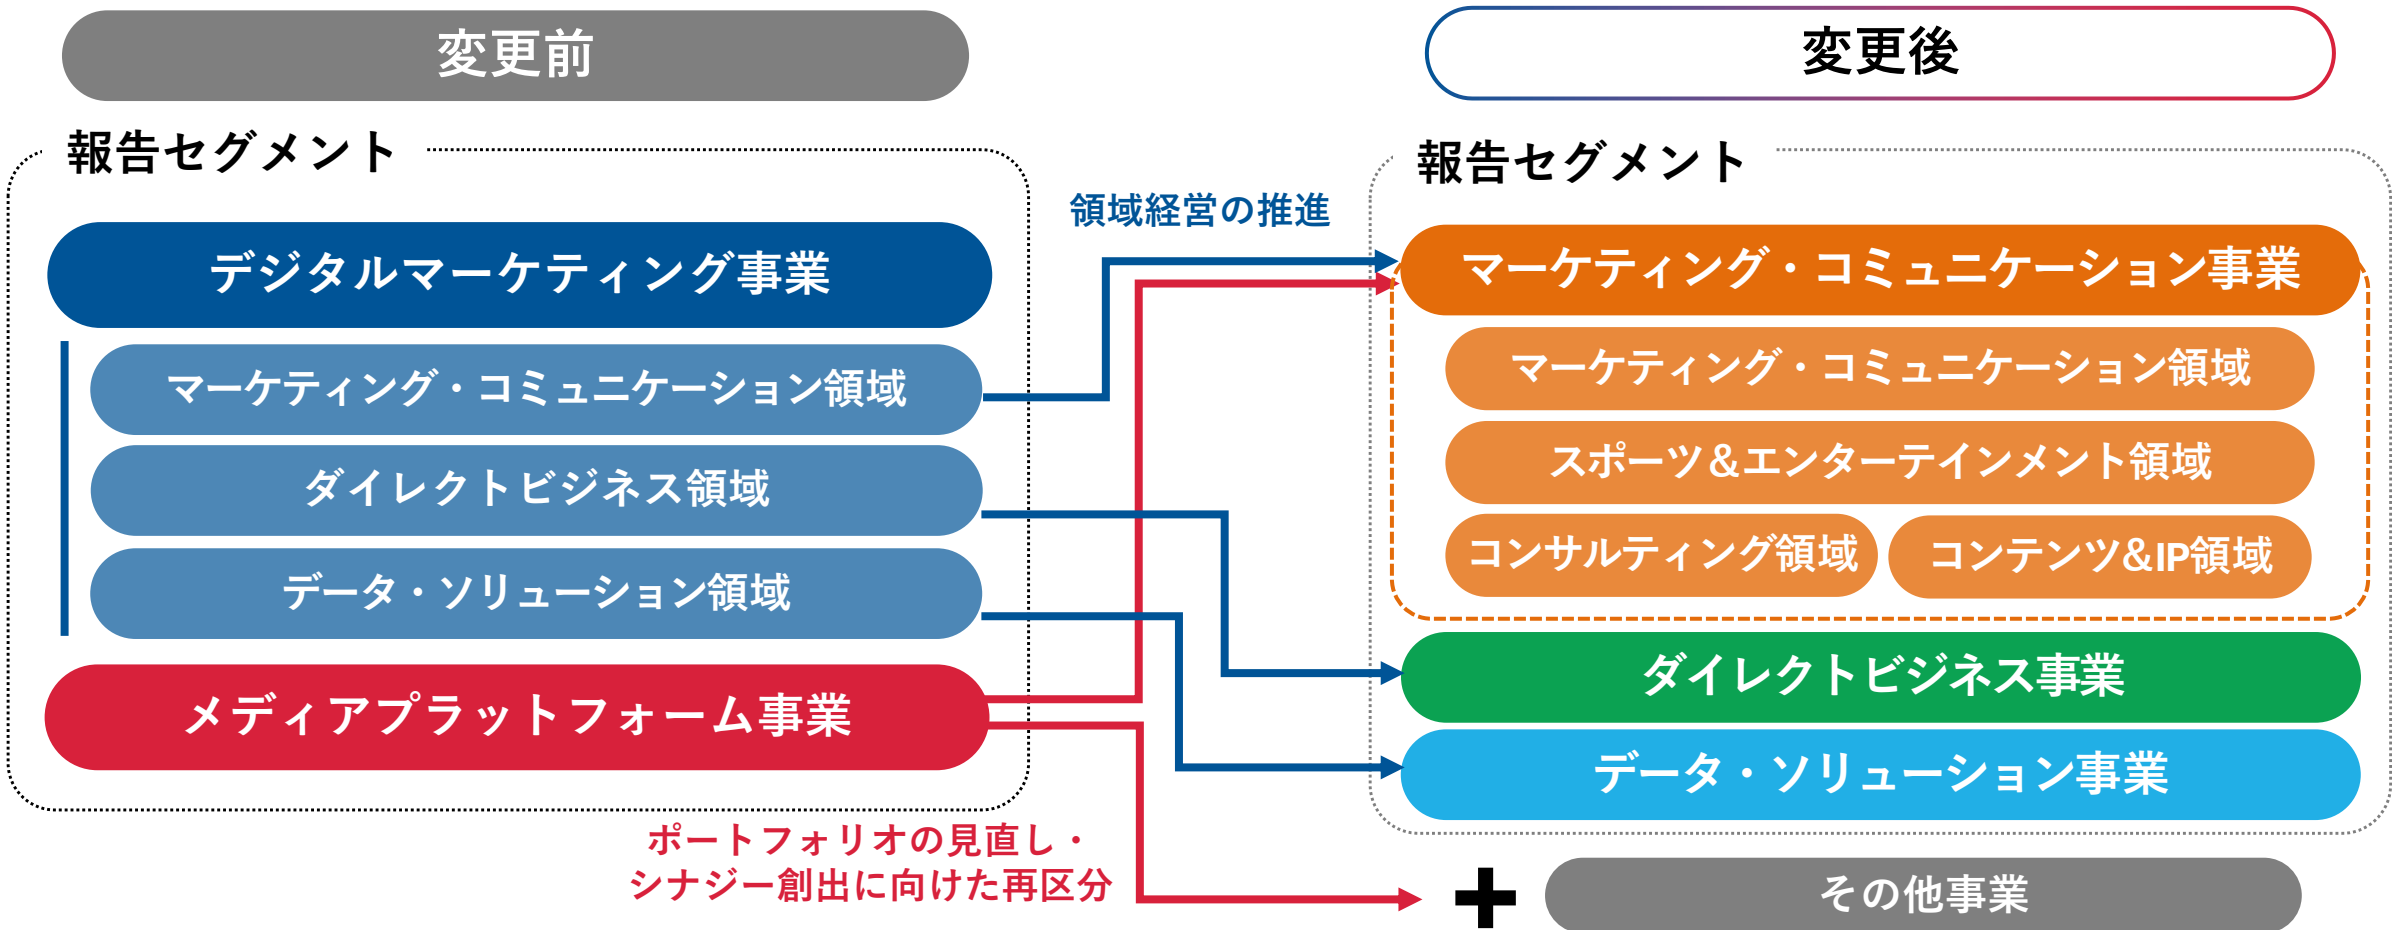 変更前
報告セグメント
デジタルマーケティング事業
マーケティング・コミュニケーション領域
ダイレクトビジネス領域
データ・ソリューション領域
メディアプラットフォーム事業
領域経営の推進
ポートフォリオの見直し・
シナジー創出に向けた再区分
変更後
報告セグメント
マーケティング・コミュニケーション事業
マーケティング・コミュニケーション領域
スポーツ&エンターテインメント領域
コンサルティング領域
コンテンツ&IP領域
ダイレクトビジネス事業
データ・ソリューション事業
その他事業